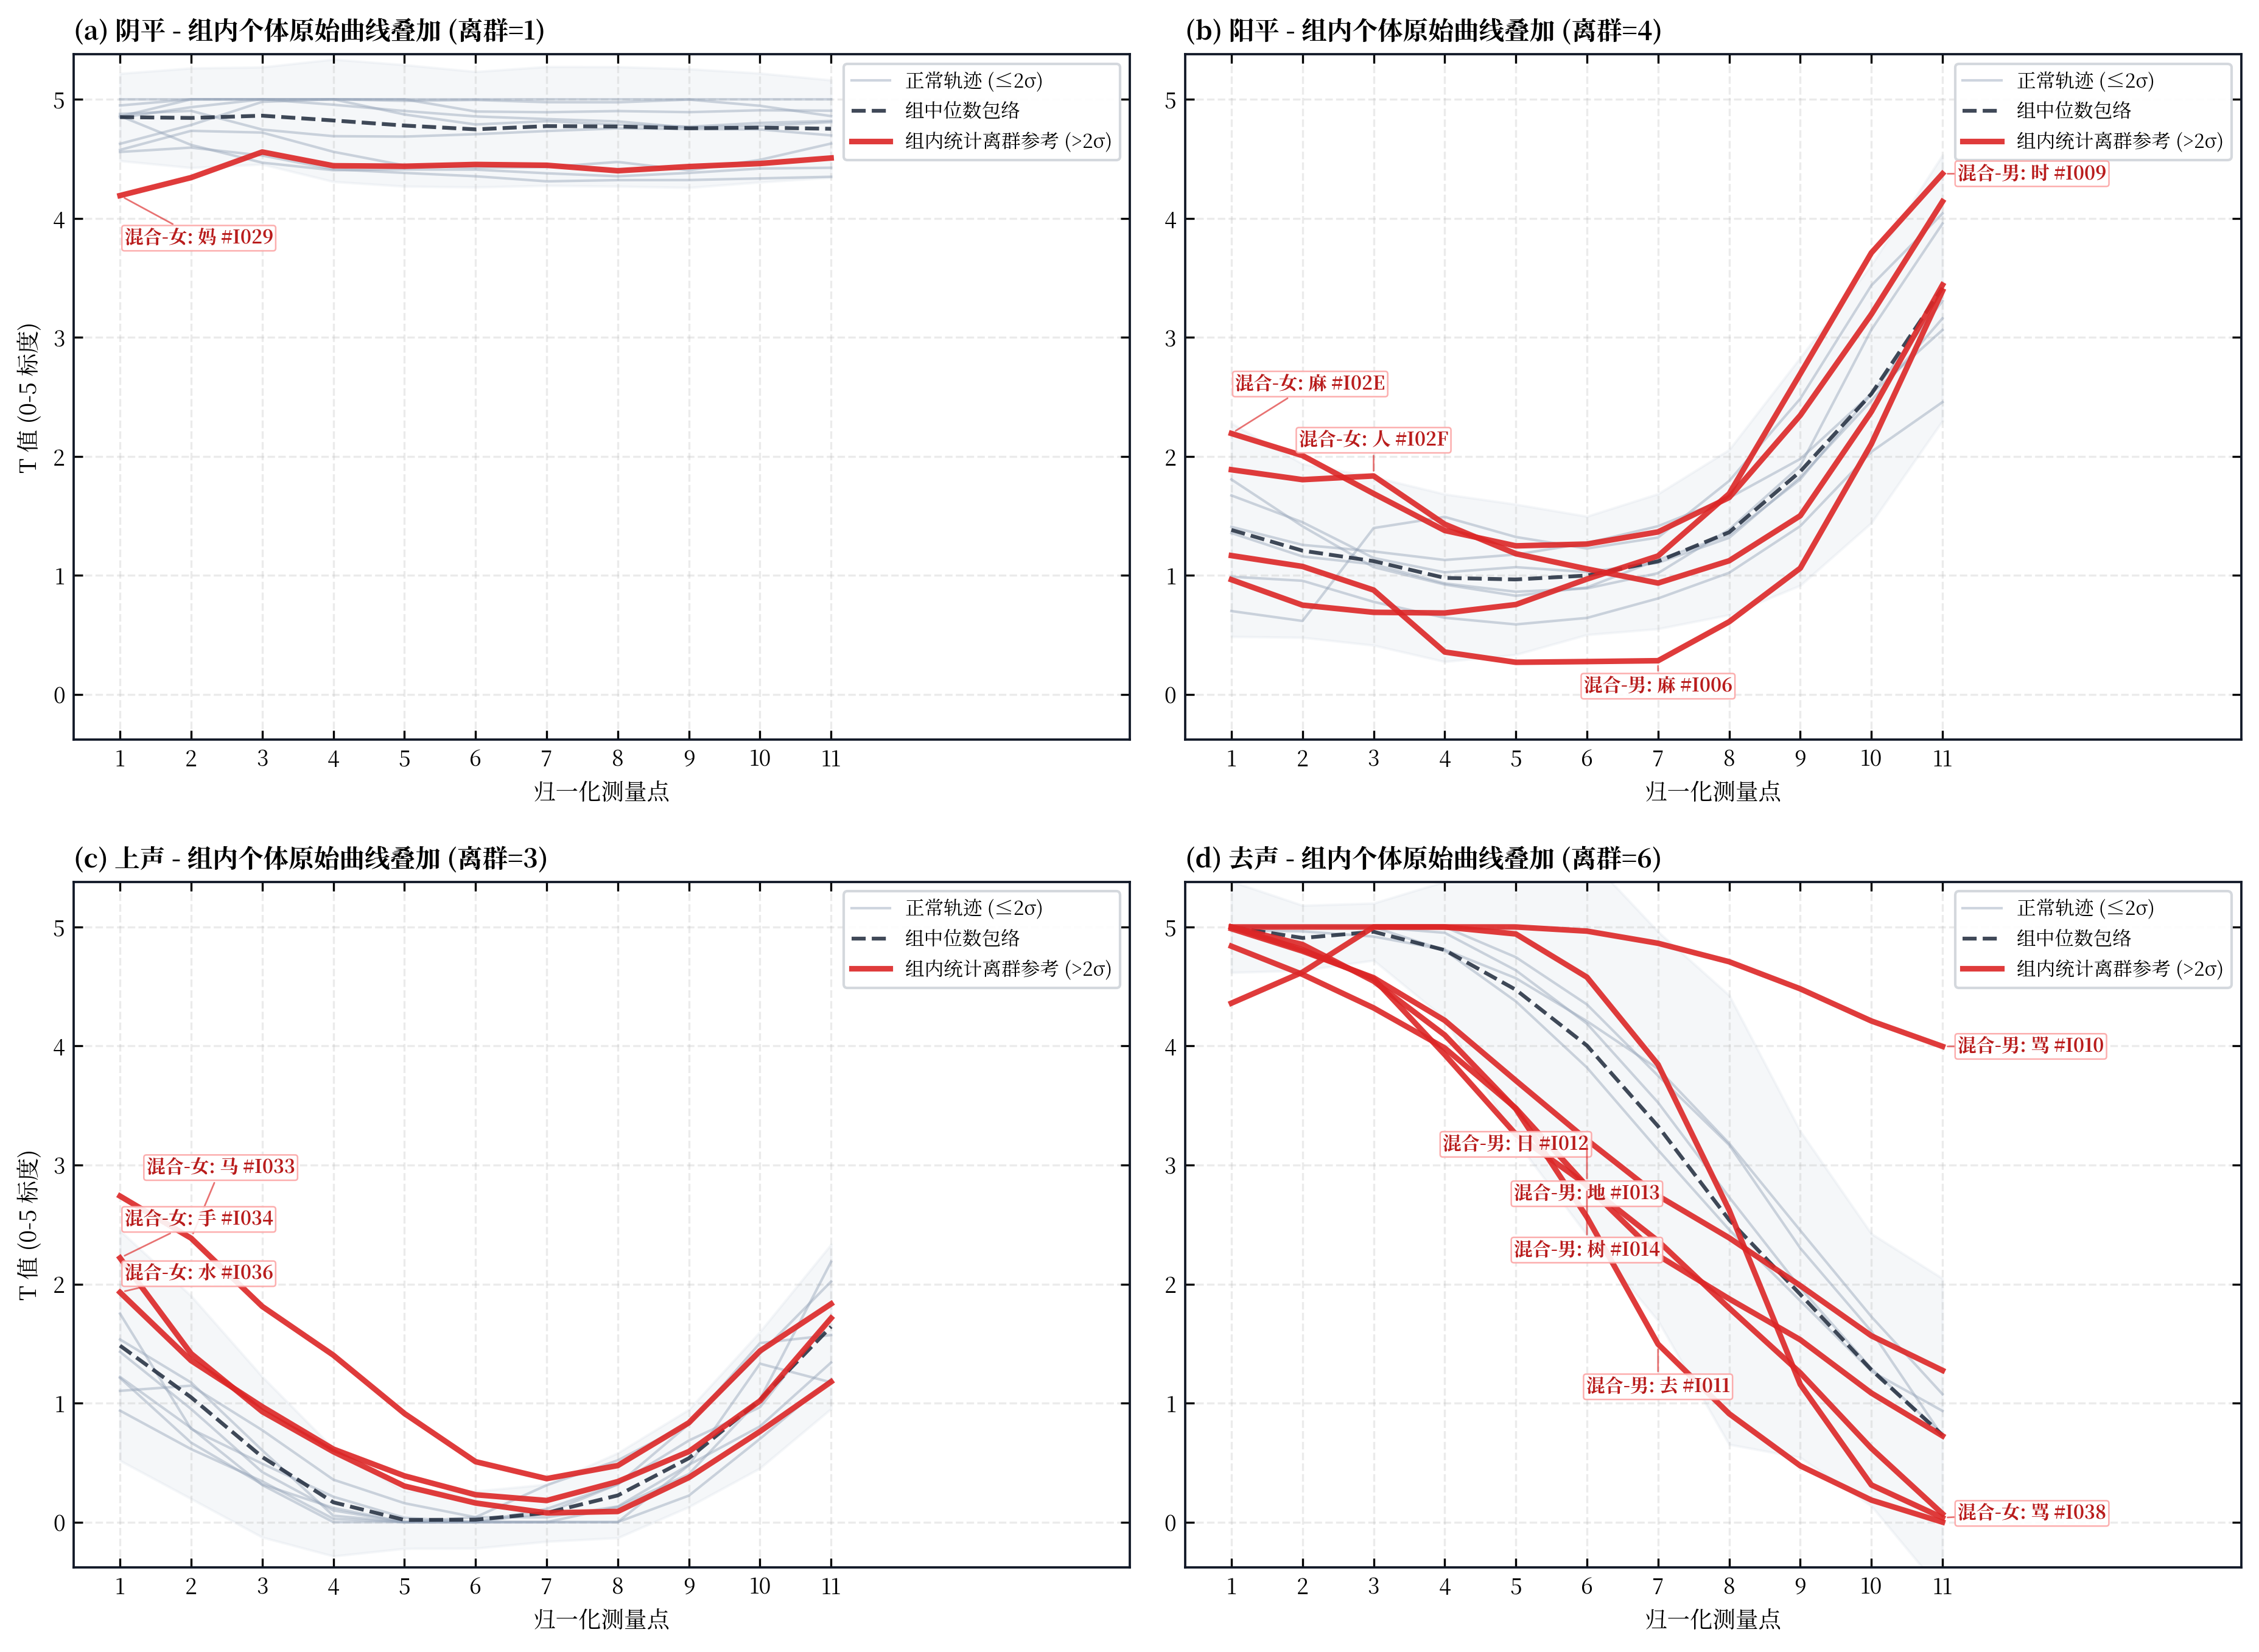 (a) 阴平 - 组内个体原始曲线叠加 (离群=1)
正常轨迹 (≤2σ)
组中位数包络
组内统计离群参考 (>2σ)
混合-女: 妈 #I029
T 值 (0-5 标度)
5
4
3
2
1
0
1 2 3 4 5 6 7 8 9 10 11
归一化测量点
(b) 阳平 - 组内个体原始曲线叠加 (离群=4)
正常轨迹 (≤2σ)
组中位数包络
组内统计离群参考 (>2σ)
混合-男: 时 #I009
混合-女: 麻 #I02E
混合-女: 人 #I02F
混合-男: 麻 #I006
5
4
3
2
1
0
1 2 3 4 5 6 7 8 9 10 11
归一化测量点
(c) 上声 - 组内个体原始曲线叠加 (离群=3)
正常轨迹 (≤2σ)
组中位数包络
组内统计离群参考 (>2σ)
混合-女: 马 #I033
混合-女: 手 #I034
混合-女: 水 #I036
T 值 (0-5 标度)
5
4
3
2
1
0
1 2 3 4 5 6 7 8 9 10 11
归一化测量点
(d) 去声 - 组内个体原始曲线叠加 (离群=6)
正常轨迹 (≤2σ)
组中位数包络
组内统计离群参考 (>2σ)
混合-男: 骂 #I010
混合-男: 日 #I012
混合-男: 地 #I013
混合-男: 树 #I014
混合-男: 去 #I011
混合-女: 骂 #I038
5
4
3
2
1
0
1 2 3 4 5 6 7 8 9 10 11
归一化测量点